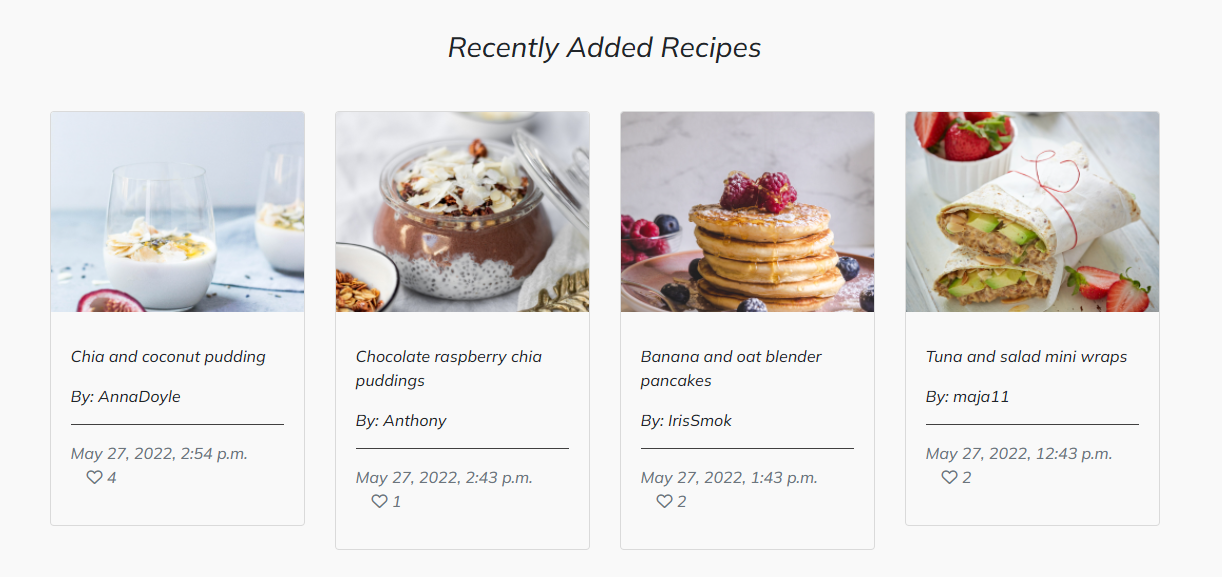 Recently Added Recipes
Chia and coconut pudding
By: AnnaDoyle
May 27, 2022, 2:54 p.m.
4
Chocolate raspberry chia
puddings
By: Anthony
May 27, 2022, 2:43 p.m.
1
Banana and oat blender
pancakes
By: IrisSmok
May 27, 2022, 1:43 p.m.
2
Tuna and salad mini wraps
By: maja11
May 27, 2022, 12:43 p.m.
2